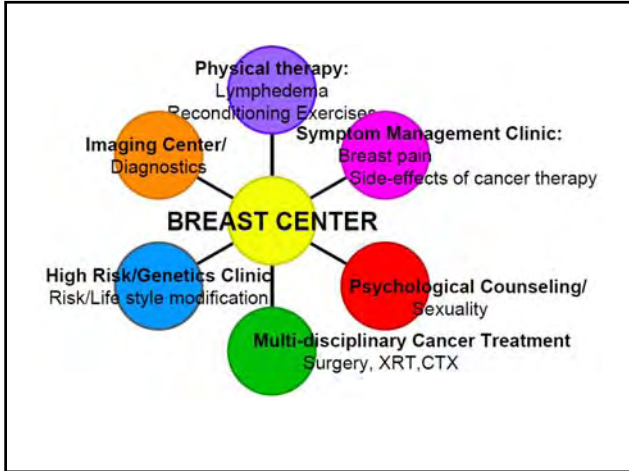 Physical therapy:
Lymphedema
Reconditioning Exercises
Symptom Management Clinic:
Breast pain
Side-effects of cancer therapy
Imaging Center/
Diagnostics
BREAST CENTER
High Risk/Genetics Clinic
Risk/Life style modification
Psychological Counseling/
Sexuality
Multi-disciplinary Cancer Treatment
Surgery, XRT,CTX